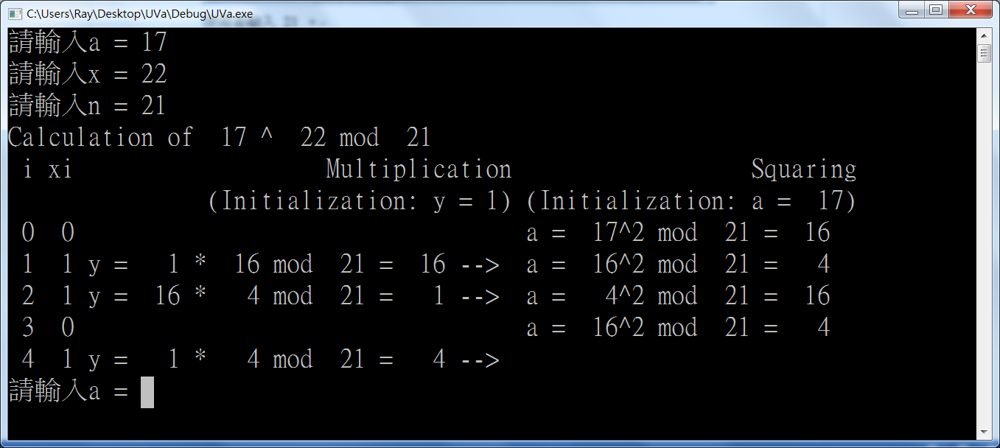 C:\Users\Ray\Desktop\UVa\Debug\UVa.exe
請輸入a = 17
請輸入x = 22
請輸入n = 21
Calculation of  17 ^  22 mod  21
 i xi                   Multiplication                  Squaring
               (Initialization: y = 1) (Initialization: a =  17)
 0  0                                  a =  17^2 mod  21 =  16
 1  1 y =   1 *  16 mod  21 =  16 -->  a =  16^2 mod  21 =   4
 2  1 y =  16 *   4 mod  21 =   1 -->  a =   4^2 mod  21 =  16
 3  0                                  a =  16^2 mod  21 =   4
 4  1 y =   1 *   4 mod  21 =   4 -->
請輸入a =